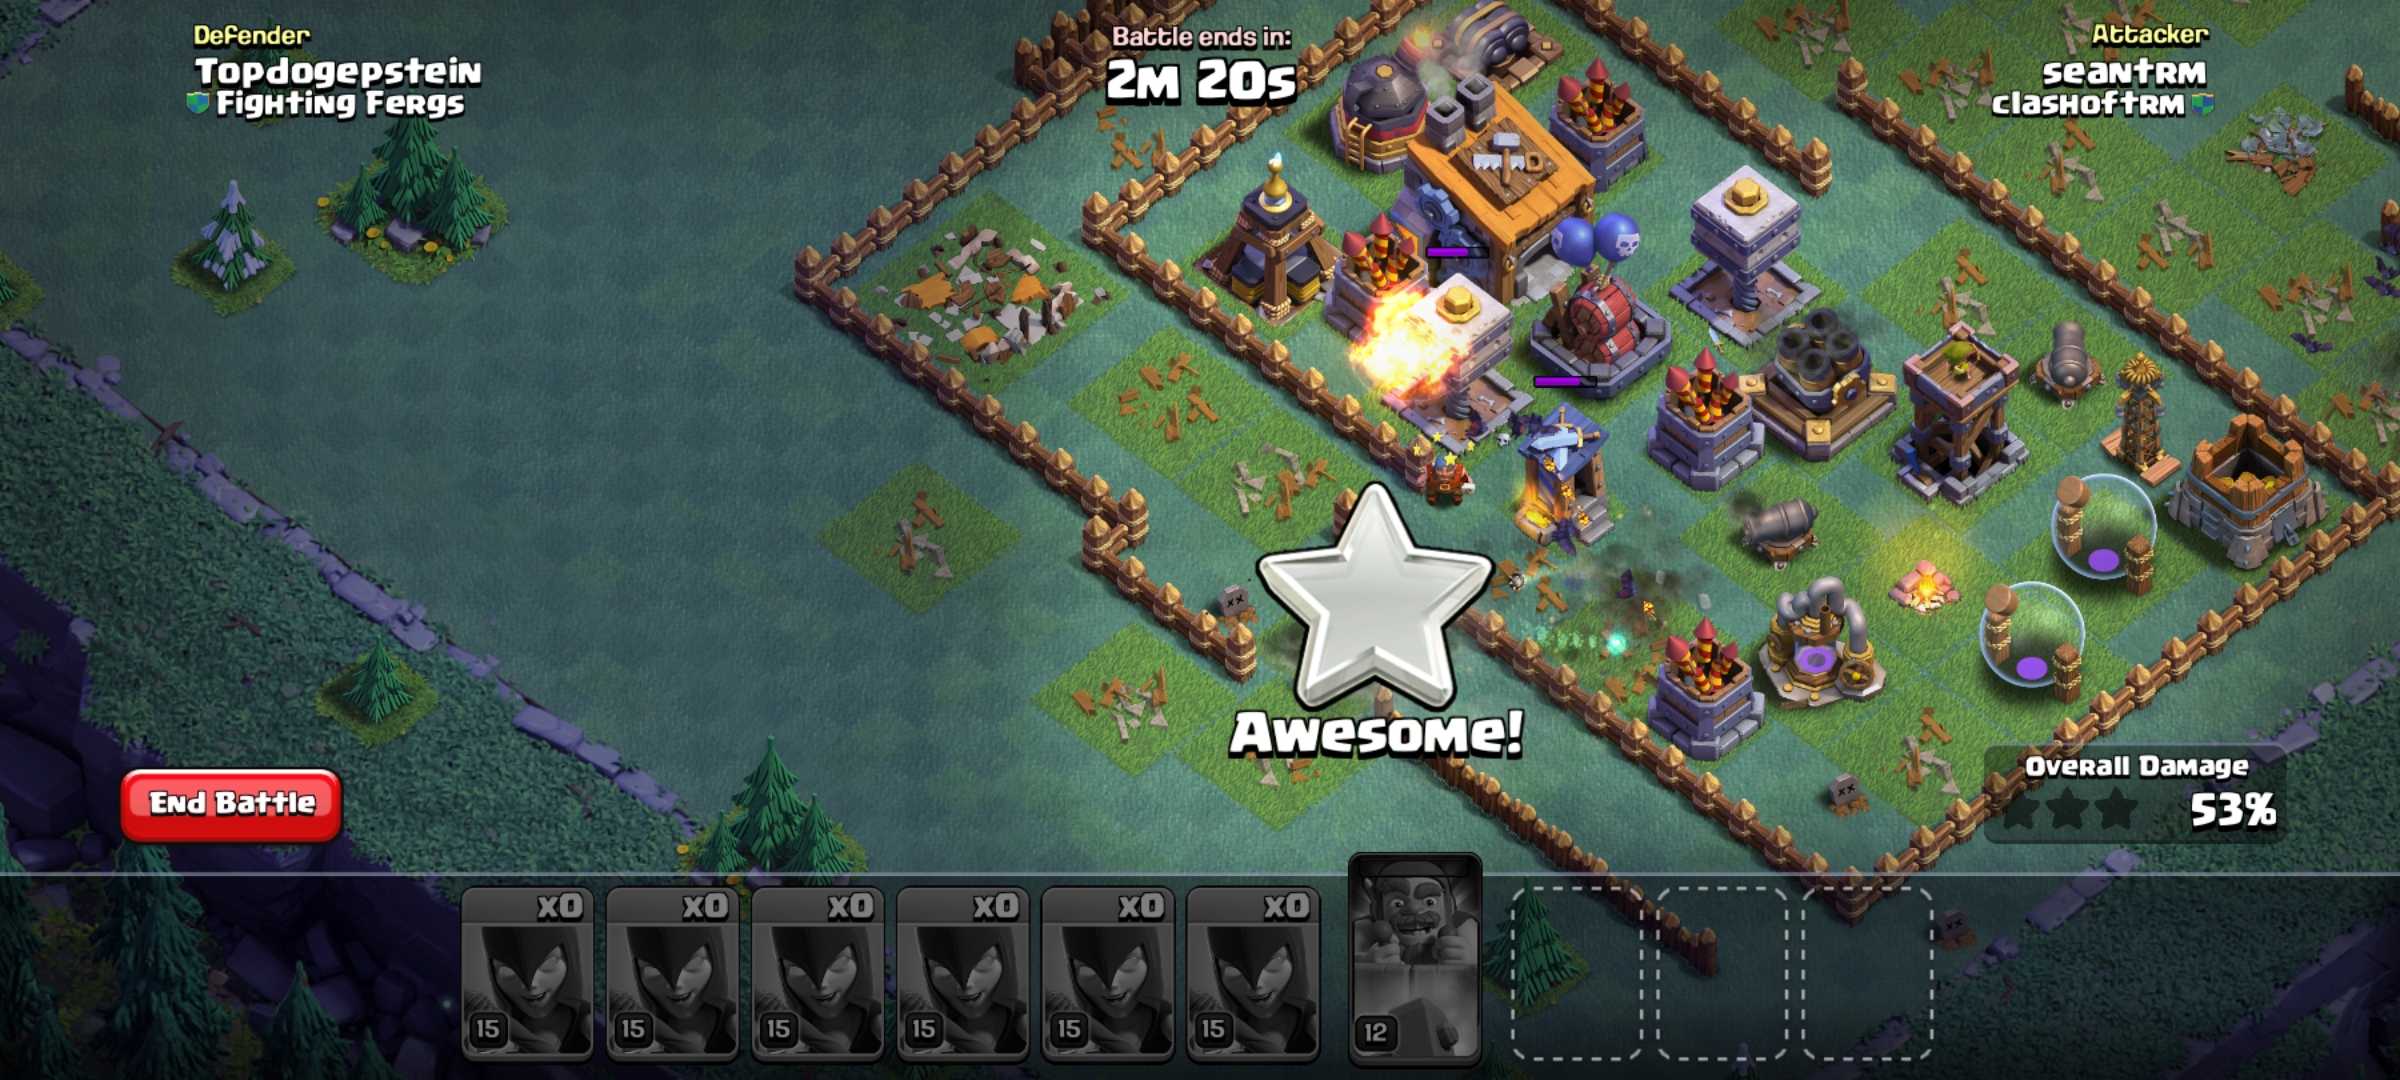 Defender
Topdogepstein
Fighting Fergs
Battle ends in:
2M 20s
Attacker
seantrm
clashoftrm
Awesome!
End Battle
Overall Damage
53%
x0
x0
x0
x0
x0
x0
15
15
15
15
15
15
12